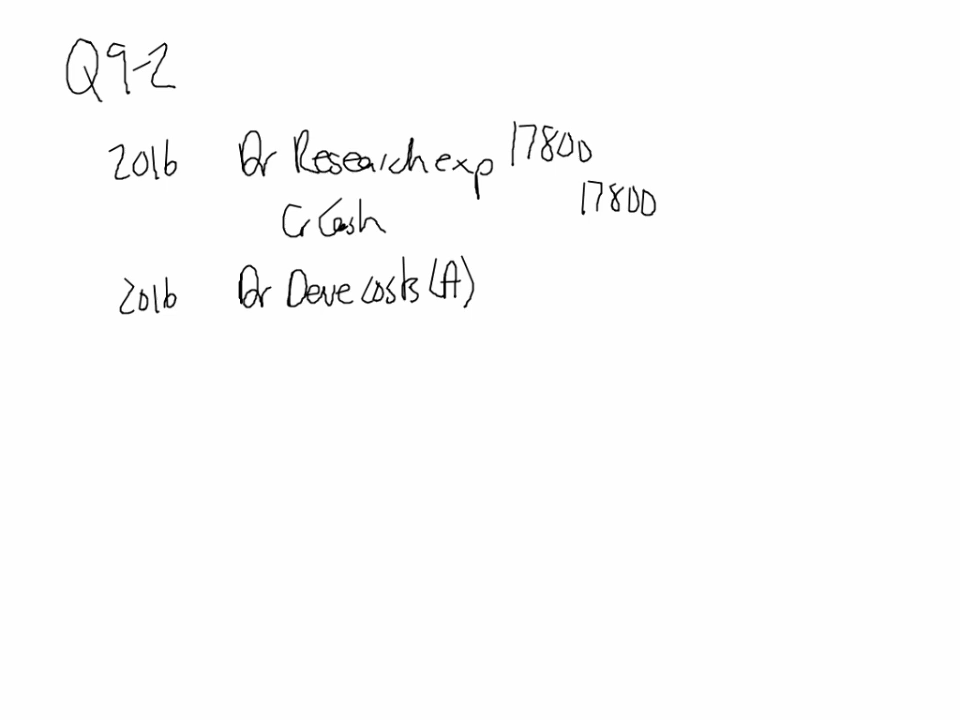 Q9-2
2016 Dr Research exp 17800
Cr Cash 17800
2016 Dr Deve costs (A)